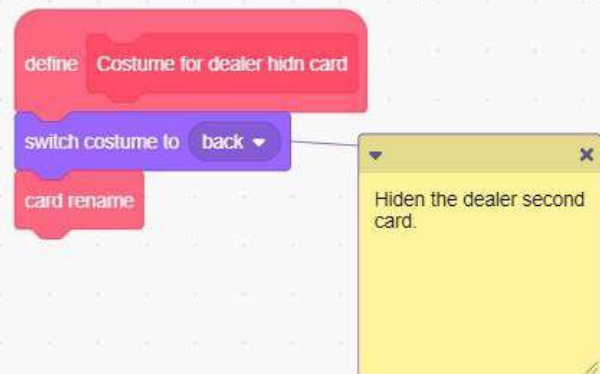 define Costume for dealer hidn card
switch costume to back
card rename
Hiden the dealer second
card.